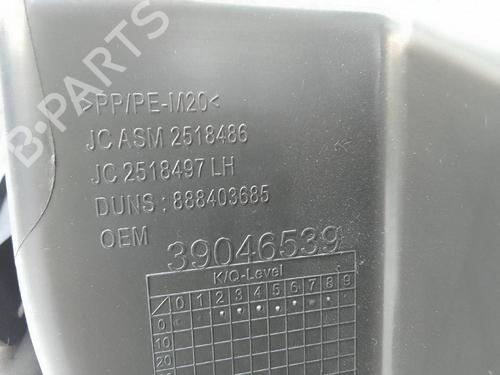 B-PARTS
>PP/PE-M20<
JC ASM 2518486
JC 2518497 LH
DUNS : 888403685
OEM
39046539
K/Q-Level
0 1 2 3 4 5 6 7 8 9
0
10
20